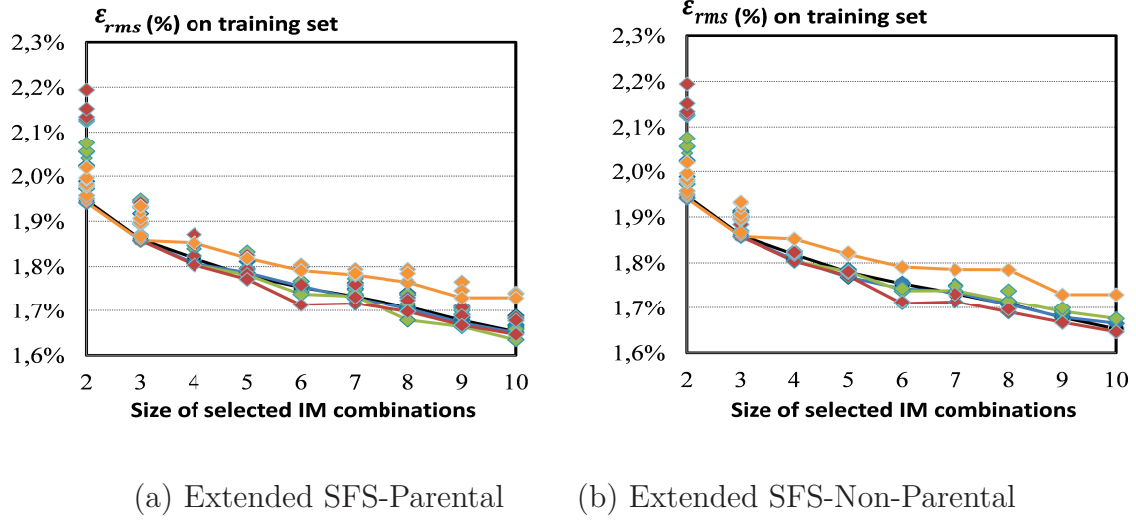 ε_rms (%) on training set
2,3%
2,2%
2,1%
2,0%
1,9%
1,8%
1,7%
1,6%
2 3 4 5 6 7 8 9 10
Size of selected IM combinations
(a) Extended SFS-Parental
ε_rms (%) on training set
2,3%
2,2%
2,1%
2,0%
1,9%
1,8%
1,7%
1,6%
2 3 4 5 6 7 8 9 10
Size of selected IM combinations
(b) Extended SFS-Non-Parental